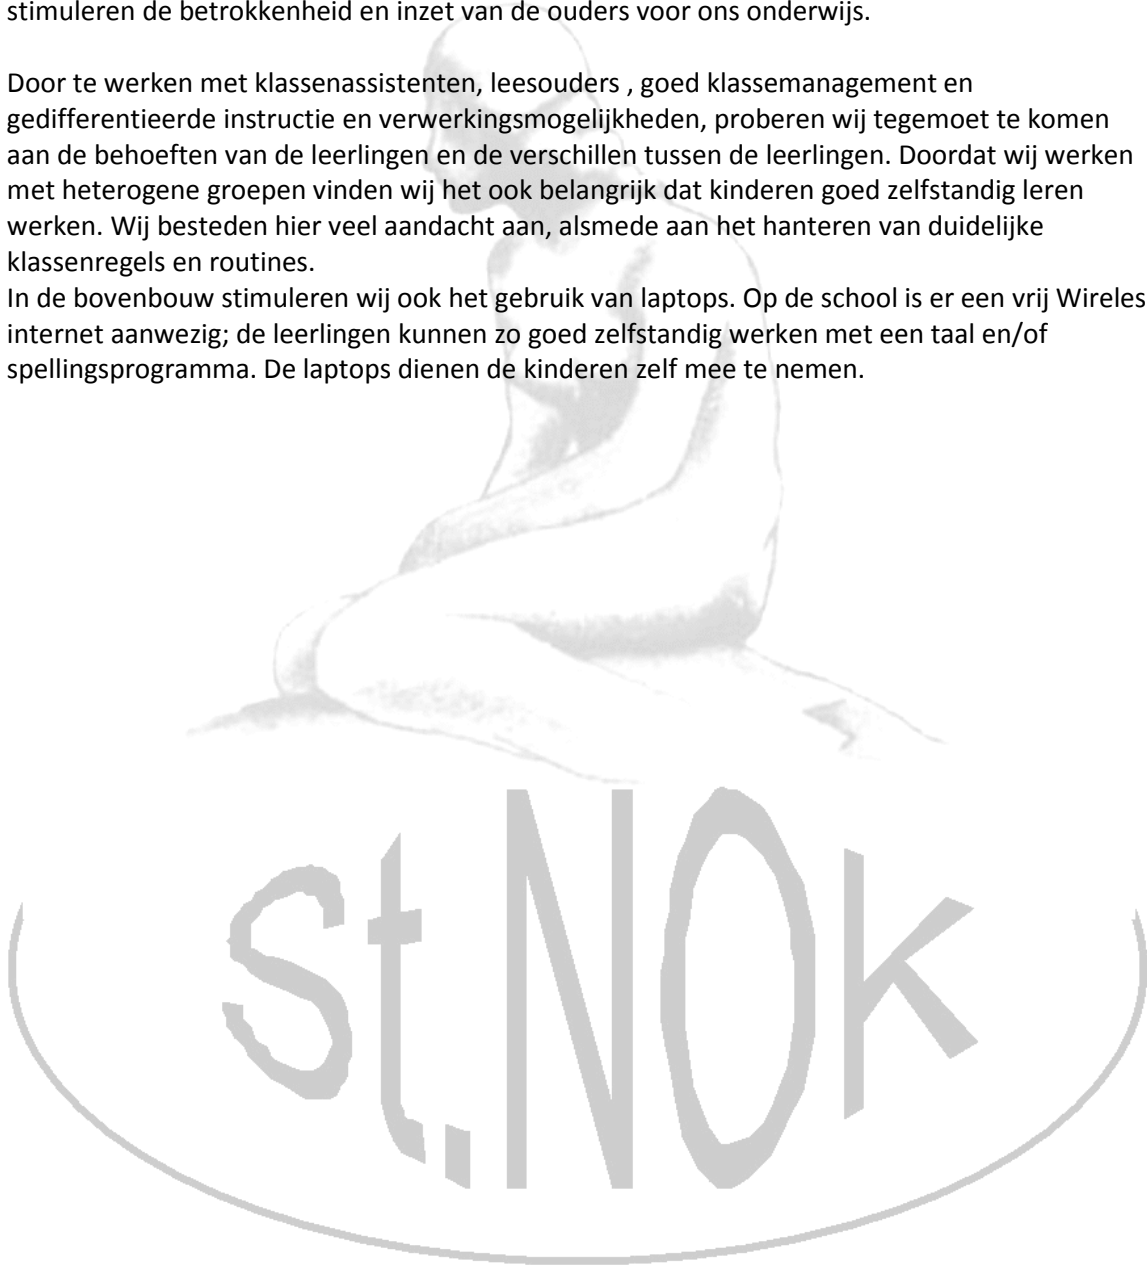 stimuleren de betrokkenheid en inzet van de ouders voor ons onderwijs.
Door te werken met klassenassistenten, leesouders , goed klassemanagement en
gedifferentieerde instructie en verwerkingsmogelijkheden, proberen wij tegemoet te komen
aan de behoeften van de leerlingen en de verschillen tussen de leerlingen. Doordat wij werken
met heterogene groepen vinden wij het ook belangrijk dat kinderen goed zelfstandig leren
werken. Wij besteden hier veel aandacht aan, alsmede aan het hanteren van duidelijke
klassenregels en routines.
In de bovenbouw stimuleren wij ook het gebruik van laptops. Op de school is er een vrij Wireles
internet aanwezig; de leerlingen kunnen zo goed zelfstandig werken met een taal en/of
spellingsprogramma. De laptops dienen de kinderen zelf mee te nemen.
st.NOK